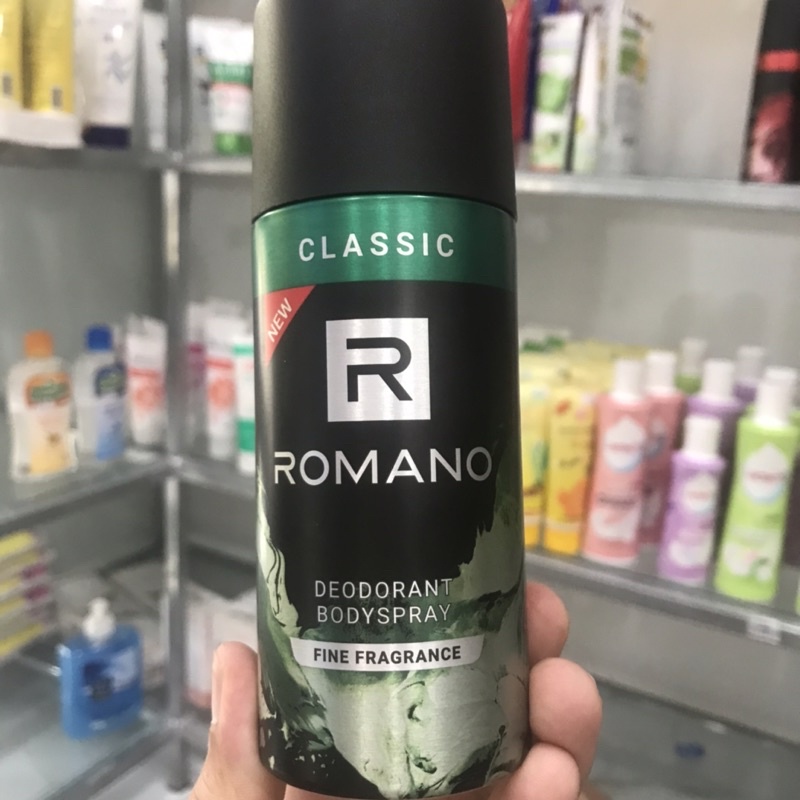 CLASSIC
NEW
R
ROMANO
DEODORANT
BODYSPRAY
FINE FRAGRANCE